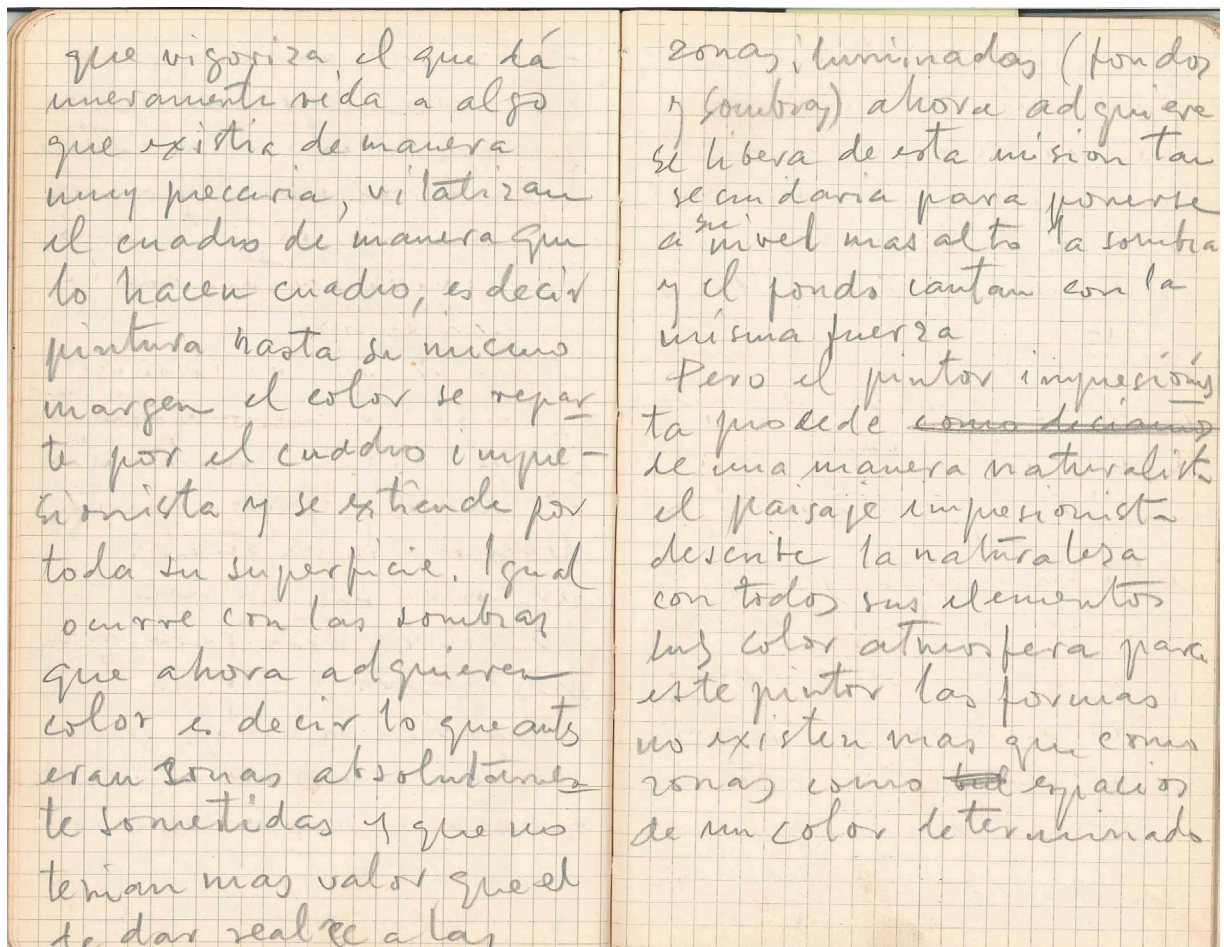 que vigoriza el que dá
nuevamente vida a algo
que existia de manera
muy precaria, vitalizan
el cuadro de manera que
lo hacen cuadro, es decir
pintura hasta su mismo
margen el color se repar
te por el cuadro impre-
sionista y se extiende por
toda su superficie. Igual
ocurre con las sombras
que ahora adquieren
color es decir lo que antes
eran zonas absolutamen
te sometidas y que no
tenian mas valor que el
de dar realce a las
zonas iluminadas (fondos
y sombras) ahora adquiere
se libera de esta mision tan
secundaria para ponerse
a su nivel mas alto la sombra
y el fondo cantan con la
misma fuerza
Pero el pintor impresionis
ta procede como deciamos
de una manera naturalista
el paisaje impresionista
describe la naturaleza
con todos sus elementos
luz color atmosfera para
este pintor las formas
no existen mas que como
zonas como espacios
de un color determinado